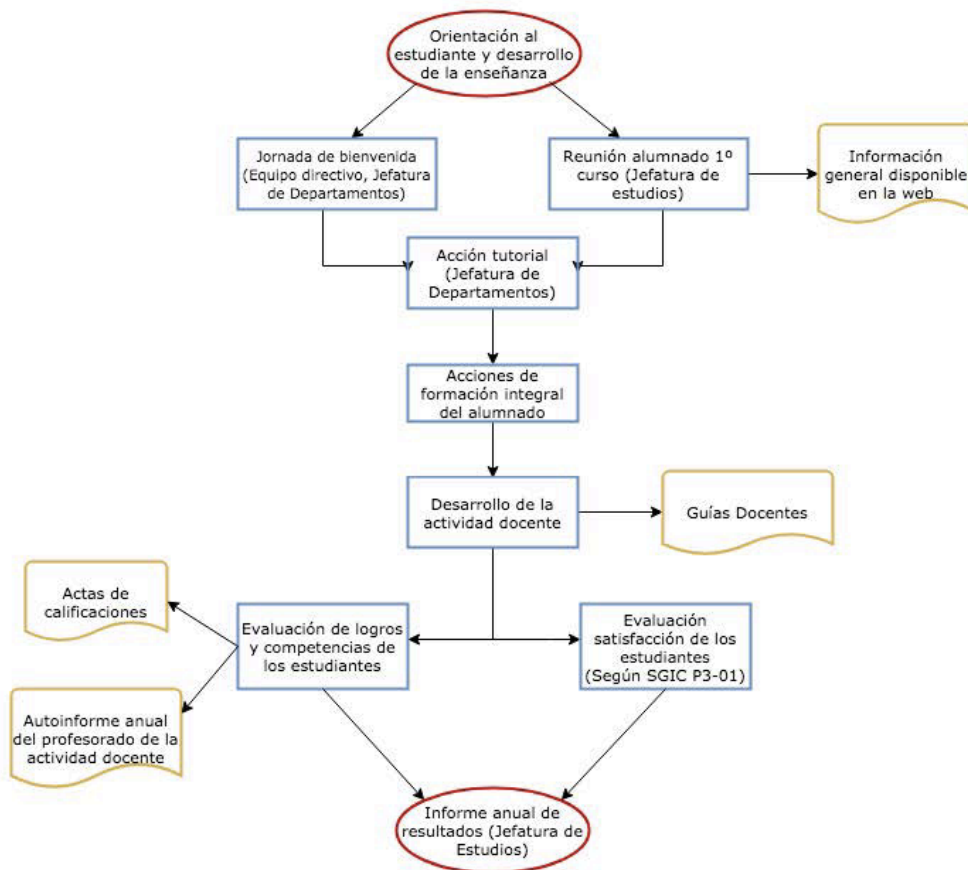 Orientación al
estudiante y desarrollo
de la enseñanza
Jornada de bienvenida
(Equipo directivo, Jefatura
de Departamentos)
Reunión alumnado 1º
curso (Jefatura de
estudios)
Información
general disponible
en la web
Acción tutorial
(Jefatura de
Departamentos)
Acciones de
formación integral
del alumnado
Desarrollo de la
actividad docente
Guías Docentes
Actas de
calificaciones
Evaluación de logros
y competencias de
los estudiantes
Evaluación
satisfacción de los
estudiantes
(Según SGIC P3-01)
Autoinforme anual
del profesorado de la
actividad docente
Informe anual de
resultados (Jefatura de
Estudios)